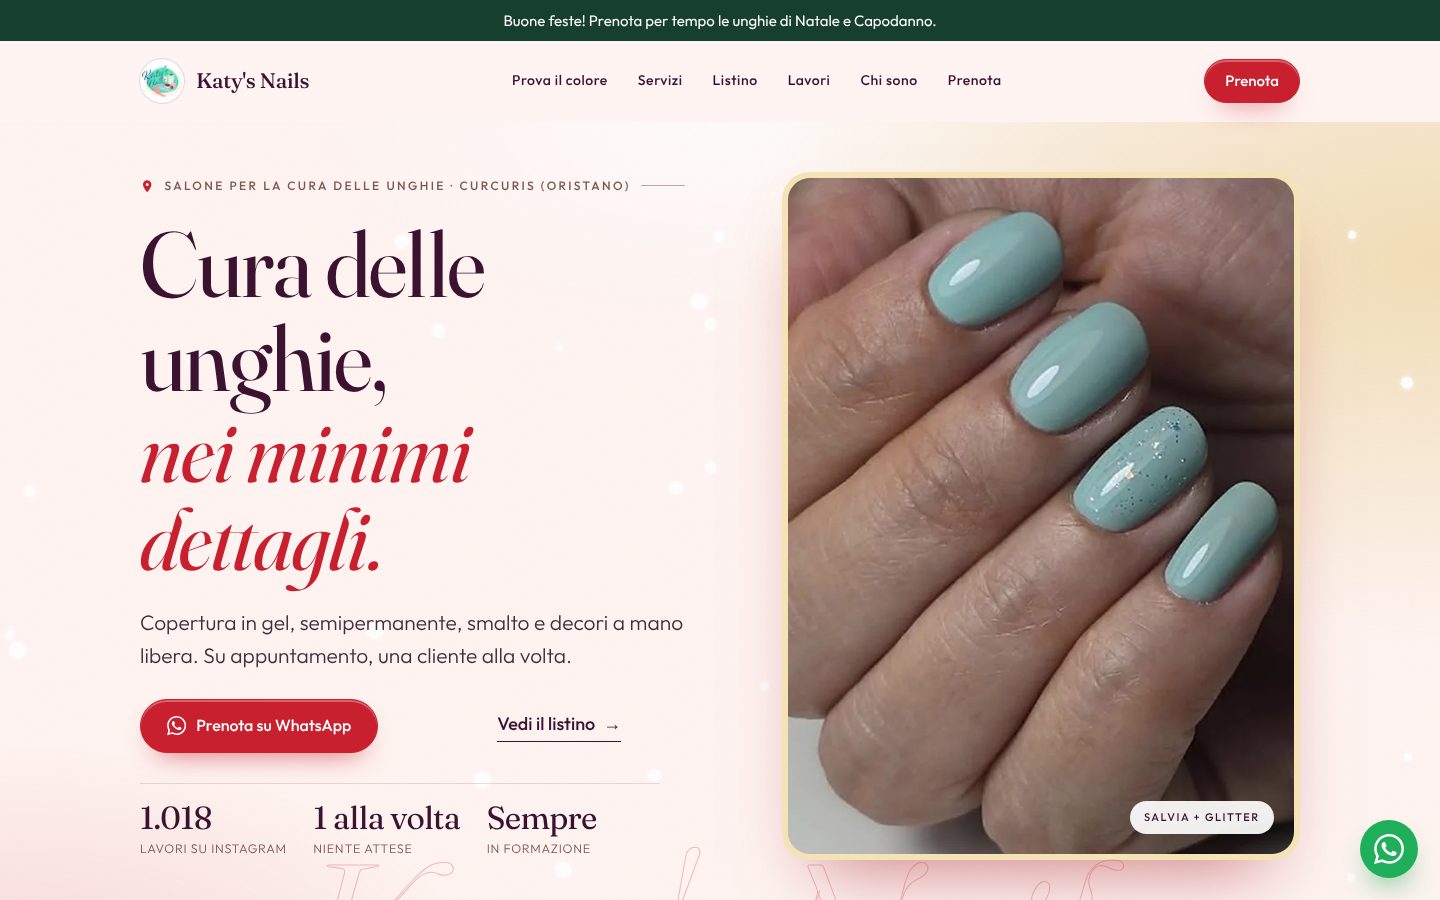 Buone feste! Prenota per tempo le unghie di Natale e Capodanno.
Katy's Nails
Prova il colore
Servizi
Listino
Lavori
Chi sono
Prenota
Prenota
SALONE PER LA CURA DELLE UNGHIE · CURCURIS (ORISTANO)
Cura delle
unghie,
nei minimi
dettagli.
Copertura in gel, semipermanente, smalto e decori a mano
libera. Su appuntamento, una cliente alla volta.
Prenota su WhatsApp
Vedi il listino →
1.018
LAVORI SU INSTAGRAM
1 alla volta
NIENTE ATTESE
Sempre
IN FORMAZIONE
SALVIA + GLITTER